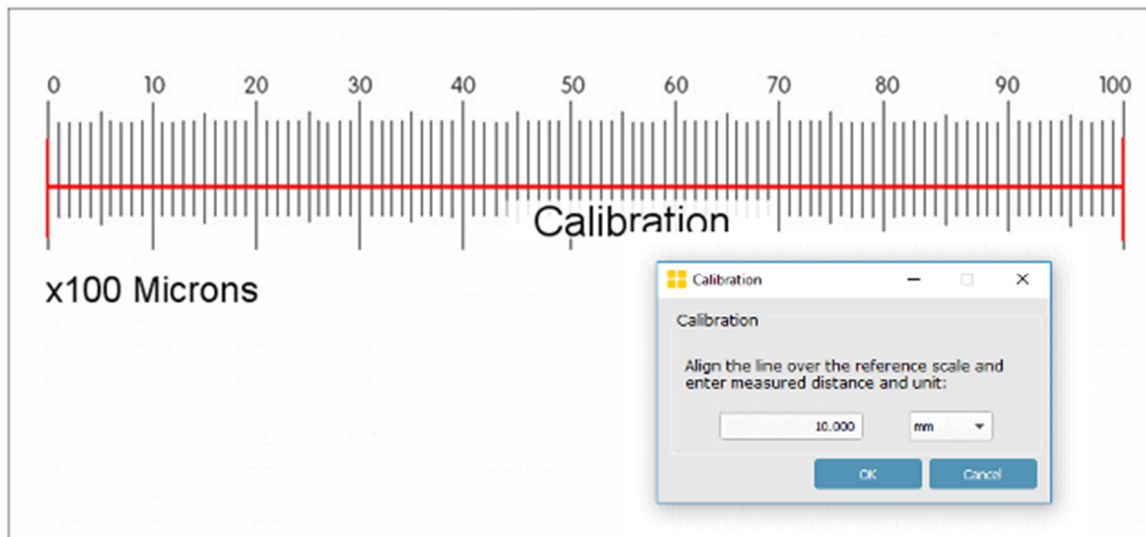 0 10 20 30 40 50 60 70 80 90 100
Calibration
x100 Microns
Calibration
Calibration
Align the line over the reference scale and
enter measured distance and unit:
10.000 mm
OK Cancel